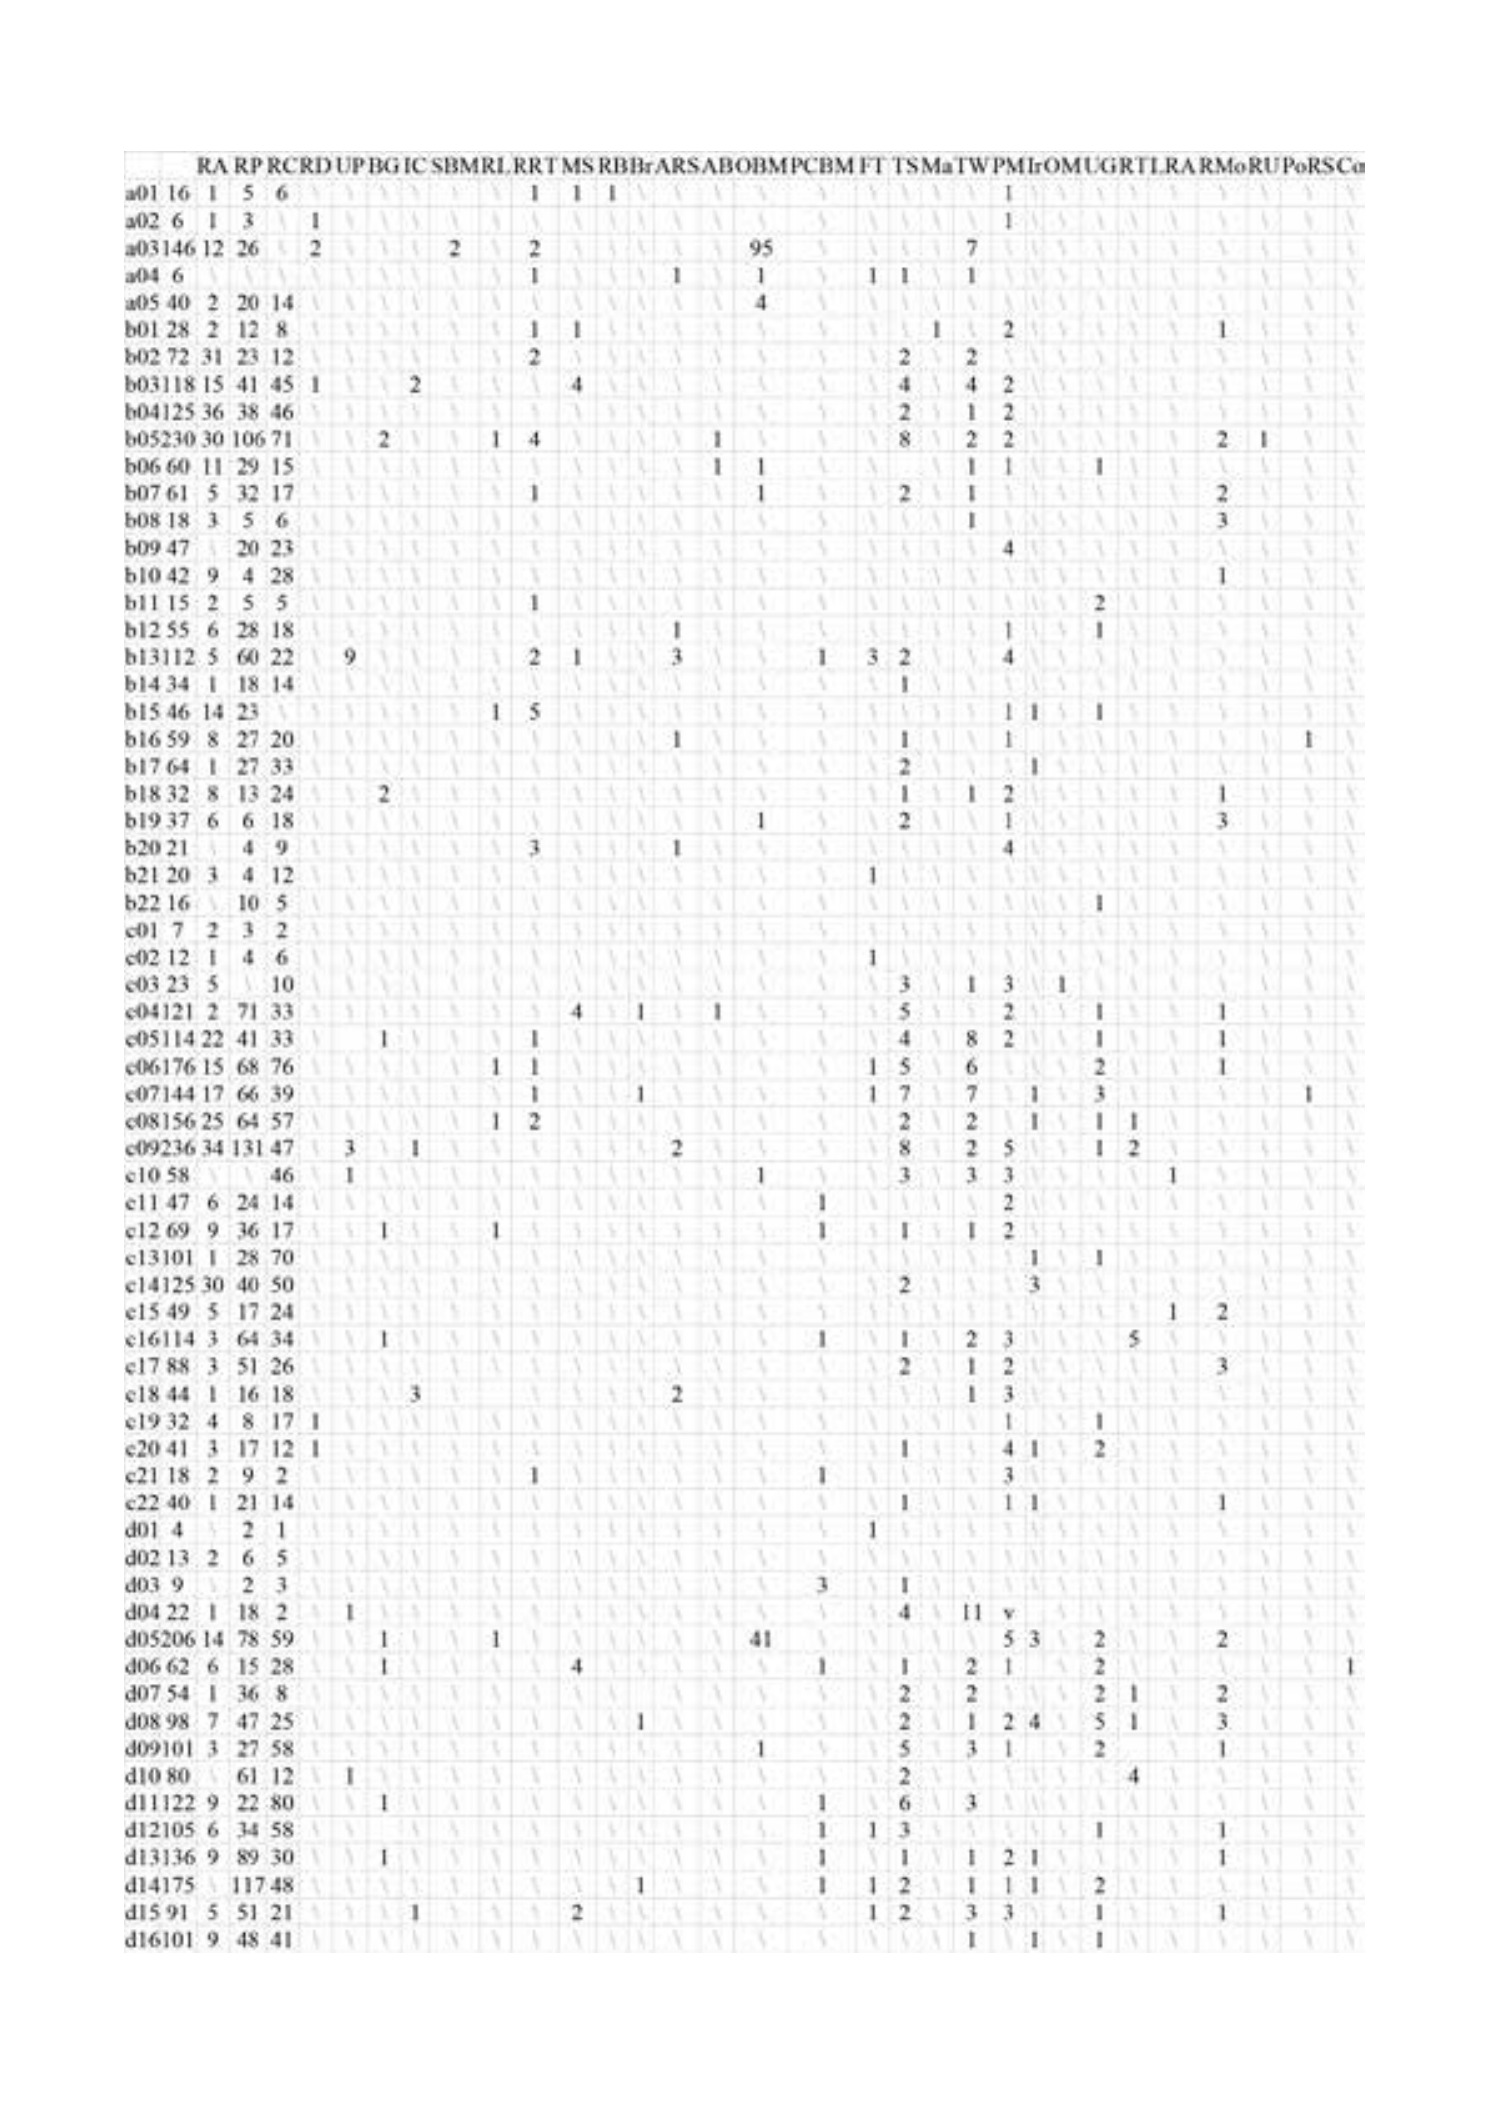 RA RP RC RD UP BG IC SBM RL RRT MS RB Br ARS AB OBM PCBM FT TS Ma TW PM Ir OM UG RTI RA RMo RU PoRS Co
a01 16 1 5 6 \ \ \ \ \ \ 1 1 1 \ \ \ \ \ \ \ \ \ 1 \ \ \ \ \ \ \ \ \
a02 6 1 3 \ 1 \ \ \ \ \ \ \ \ \ \ \ \ \ \ \ \ \ 1 \ \ \ \ \ \ \ \ \
a03 146 12 26 \ 2 \ \ \ 2 \ 2 \ \ \ \ \ 95 \ \ \ \ 7 \ \ \ \ \ \ \ \ \ \
a04 6 \ \ \ \ \ \ \ \ \ 1 \ \ \ 1 \ 1 \ 1 1 \ 1 \ \ \ \ \ \ \ \ \ \
a05 40 2 20 14 \ \ \ \ \ \ \ \ \ \ \ \ 4 \ \ \ \ \ \ \ \ \ \ \ \ \ \ \
b01 28 2 12 8 \ \ \ \ \ \ 1 1 \ \ \ \ \ \ \ \ 1 \ 2 \ \ \ \ \ 1 \ \ \
b02 72 31 23 12 \ \ \ \ \ \ 2 \ \ \ \ \ \ \ \ 2 \ 2 \ \ \ \ \ \ \ \ \ \
b03 118 15 41 45 1 \ \ 2 \ \ \ 4 \ \ \ \ \ \ \ 4 \ 4 2 \ \ \ \ \ \ \ \ \
b04 125 36 38 46 \ \ \ \ \ \ \ \ \ \ \ \ \ \ \ 2 \ 1 2 \ \ \ \ \ \ \ \ \
b05 230 30 106 71 \ \ 2 \ \ 1 4 \ \ \ \ 1 \ \ \ 8 \ 2 2 \ \ \ \ \ 2 1 \ \
b06 60 11 29 15 \ \ \ \ \ \ \ \ \ \ \ 1 1 \ \ \ \ 1 1 \ \ 1 \ \ \ \ \ \
b07 61 5 32 17 \ \ \ \ \ \ 1 \ \ \ \ \ 1 \ \ 2 \ 1 \ \ \ \ \ \ 2 \ \ \
b08 18 3 5 6 \ \ \ \ \ \ \ \ \ \ \ \ \ \ \ \ \ 1 \ \ \ \ \ \ 3 \ \ \
b09 47 \ 20 23 \ \ \ \ \ \ \ \ \ \ \ \ \ \ \ \ \ \ 4 \ \ \ \ \ \ \ \ \
b10 42 9 4 28 \ \ \ \ \ \ \ \ \ \ \ \ \ \ \ \ \ \ \ \ \ \ \ \ 1 \ \ \
b11 15 2 5 5 \ \ \ \ \ \ 1 \ \ \ \ \ \ \ \ \ \ \ \ \ \ 2 \ \ \ \ \ \
b12 55 6 28 18 \ \ \ \ \ \ \ \ \ \ 1 \ \ \ \ \ \ \ 1 \ \ 1 \ \ \ \ \ \
b13 112 5 60 22 \ 9 \ \ \ \ 2 1 \ \ 3 \ \ 1 3 2 \ \ 4 \ \ \ \ \ \ \ \ \
b14 34 1 18 14 \ \ \ \ \ \ \ \ \ \ \ \ \ \ \ 1 \ \ \ \ \ \ \ \ \ \ \ \
b15 46 14 23 \ \ \ \ \ \ 1 5 \ \ \ \ \ \ \ \ \ \ \ 1 1 \ 1 \ \ \ \ \ \
b16 59 8 27 20 \ \ \ \ \ \ \ \ \ \ 1 \ \ \ \ 1 \ \ 1 \ \ \ \ \ \ \ 1 \
b17 64 1 27 33 \ \ \ \ \ \ \ \ \ \ \ \ \ \ \ 2 \ \ \ 1 \ \ \ \ \ \ \ \
b18 32 8 13 24 \ \ 2 \ \ \ \ \ \ \ \ \ \ \ \ 1 \ 1 2 \ \ \ \ \ 1 \ \ \
b19 37 6 6 18 \ \ \ \ \ \ \ \ \ \ \ \ 1 \ \ 2 \ \ 1 \ \ \ \ \ 3 \ \ \
b20 21 \ 4 9 \ \ \ \ \ \ 3 \ \ \ 1 \ \ \ \ \ \ \ 4 \ \ \ \ \ \ \ \ \
b21 20 3 4 12 \ \ \ \ \ \ \ \ \ \ \ \ \ \ 1 \ \ \ \ \ \ \ \ \ \ \ \ \
b22 16 \ 10 5 \ \ \ \ \ \ \ \ \ \ \ \ \ \ \ \ \ \ \ \ \ 1 \ \ \ \ \ \
c01 7 2 3 2 \ \ \ \ \ \ \ \ \ \ \ \ \ \ \ \ \ \ \ \ \ \ \ \ \ \ \ \
c02 12 1 4 6 \ \ \ \ \ \ \ \ \ \ \ \ \ \ 1 \ \ \ \ \ \ \ \ \ \ \ \ \
c03 23 5 \ 10 \ \ \ \ \ \ \ \ \ \ \ \ \ \ \ 3 \ 1 3 \ 1 \ \ \ \ \ \ \
c04 121 2 71 33 \ \ \ \ \ \ \ 4 \ 1 \ 1 \ \ \ 5 \ \ 2 \ \ 1 \ \ 1 \ \ \
c05 114 22 41 33 \ \ 1 \ \ \ 1 \ \ \ \ \ \ \ \ 4 \ 8 2 \ \ 1 \ \ 1 \ \ \
c06 176 15 68 76 \ \ \ \ \ 1 1 \ \ \ \ \ \ \ 1 5 \ 6 \ \ \ 2 \ \ 1 \ \ \
c07 144 17 66 39 \ \ \ \ \ \ 1 \ \ 1 \ \ \ \ 1 7 \ 7 \ 1 \ 3 \ \ \ \ 1 \
c08 156 25 64 57 \ \ \ \ \ 1 2 \ \ \ \ \ \ \ \ 2 \ 2 \ 1 \ 1 1 \ \ \ \ \
c09 236 34 131 47 \ 3 \ 1 \ \ \ \ \ \ 2 \ \ \ \ 8 \ 2 5 \ \ 1 2 \ \ \ \ \
c10 58 \ \ 46 \ 1 \ \ \ \ \ \ \ \ \ \ 1 \ \ 3 \ 3 3 \ \ \ \ 1 \ \ \ \
c11 47 6 24 14 \ \ \ \ \ \ \ \ \ \ \ \ \ 1 \ \ \ \ 2 \ \ \ \ \ \ \ \ \
c12 69 9 36 17 \ \ 1 \ \ 1 \ \ \ \ \ \ \ 1 \ 1 \ 1 2 \ \ \ \ \ \ \ \ \
c13 101 1 28 70 \ \ \ \ \ \ \ \ \ \ \ \ \ \ \ \ \ \ \ 1 \ 1 \ \ \ \ \ \
c14 125 30 40 50 \ \ \ \ \ \ \ \ \ \ \ \ \ \ \ 2 \ \ \ 3 \ \ \ \ \ \ \ \
c15 49 5 17 24 \ \ \ \ \ \ \ \ \ \ \ \ \ \ \ \ \ \ \ \ \ \ \ 1 2 \ \ \
c16 114 3 64 34 \ \ 1 \ \ \ \ \ \ \ \ \ \ 1 \ 1 \ 2 3 \ \ \ 5 \ \ \ \ \
c17 88 3 51 26 \ \ \ \ \ \ \ \ \ \ \ \ \ \ \ 2 \ 1 2 \ \ \ \ \ 3 \ \ \
c18 44 1 16 18 \ \ \ 3 \ \ \ \ \ \ 2 \ \ \ \ \ \ 1 3 \ \ \ \ \ \ \ \ \
c19 32 4 8 17 1 \ \ \ \ \ \ \ \ \ \ \ \ \ \ \ \ \ 1 \ \ 1 \ \ \ \ \ \
c20 41 3 17 12 1 \ \ \ \ \ \ \ \ \ \ \ \ \ \ 1 \ \ 4 1 \ 2 \ \ \ \ \ \
c21 18 2 9 2 \ \ \ \ \ \ 1 \ \ \ \ \ \ 1 \ \ \ \ 3 \ \ \ \ \ \ \ \ \
c22 40 1 21 14 \ \ \ \ \ \ \ \ \ \ \ \ \ \ \ 1 \ \ 1 1 \ \ \ \ 1 \ \ \
d01 4 \ 2 1 \ \ \ \ \ \ \ \ \ \ \ \ \ \ 1 \ \ \ \ \ \ \ \ \ \ \ \ \
d02 13 2 6 5 \ \ \ \ \ \ \ \ \ \ \ \ \ \ \ \ \ \ \ \ \ \ \ \ \ \ \ \
d03 9 \ 2 3 \ \ \ \ \ \ \ \ \ \ \ \ \ 3 \ 1 \ \ \ \ \ \ \ \ \ \ \ \
d04 22 1 18 2 \ 1 \ \ \ \ \ \ \ \ \ \ \ \ \ 4 \ 11 v \ \ \ \ \ \ \ \ \
d05 206 14 78 59 \ \ 1 \ \ 1 \ \ \ \ \ \ 41 \ \ \ \ \ 5 3 \ 2 \ \ 2 \ \ \
d06 62 6 15 28 \ \ 1 \ \ \ \ 4 \ \ \ \ \ 1 \ 1 \ 2 1 \ \ 2 \ \ \ \ \ 1
d07 54 1 36 8 \ \ \ \ \ \ \ \ \ \ \ \ \ \ \ 2 \ 2 \ \ \ 2 1 \ 2 \ \ \
d08 98 7 47 25 \ \ \ \ \ \ \ \ \ 1 \ \ \ \ \ 2 \ 1 2 4 \ 5 1 \ 3 \ \ \
d09 101 3 27 58 \ \ \ \ \ \ \ \ \ \ \ \ 1 \ \ 5 \ 3 1 \ \ 2 \ \ 1 \ \ \
d10 80 \ 61 12 \ 1 \ \ \ \ \ \ \ \ \ \ \ \ \ 2 \ \ \ \ \ \ 4 \ \ \ \ \
d11 122 9 22 80 \ \ 1 \ \ \ \ \ \ \ \ \ \ 1 \ 6 \ 3 \ \ \ \ \ \ \ \ \ \
d12 105 6 34 58 \ \ \ \ \ \ \ \ \ \ \ \ \ 1 1 3 \ \ \ \ \ 1 \ \ 1 \ \ \
d13 136 9 89 30 \ \ 1 \ \ \ \ \ \ \ \ \ \ 1 \ 1 \ 1 2 1 \ \ \ \ 1 \ \ \
d14 175 \ 117 48 \ \ \ \ \ \ \ \ \ 1 \ \ \ 1 1 2 \ 1 1 1 \ 2 \ \ \ \ \ \
d15 91 5 51 21 \ \ \ 1 \ \ \ 2 \ \ \ \ \ \ 1 2 \ 3 3 \ \ 1 \ \ 1 \ \ \
d16 101 9 48 41 \ \ \ \ \ \ \ \ \ \ \ \ \ \ \ \ \ 1 \ 1 \ 1 \ \ \ \ \ \